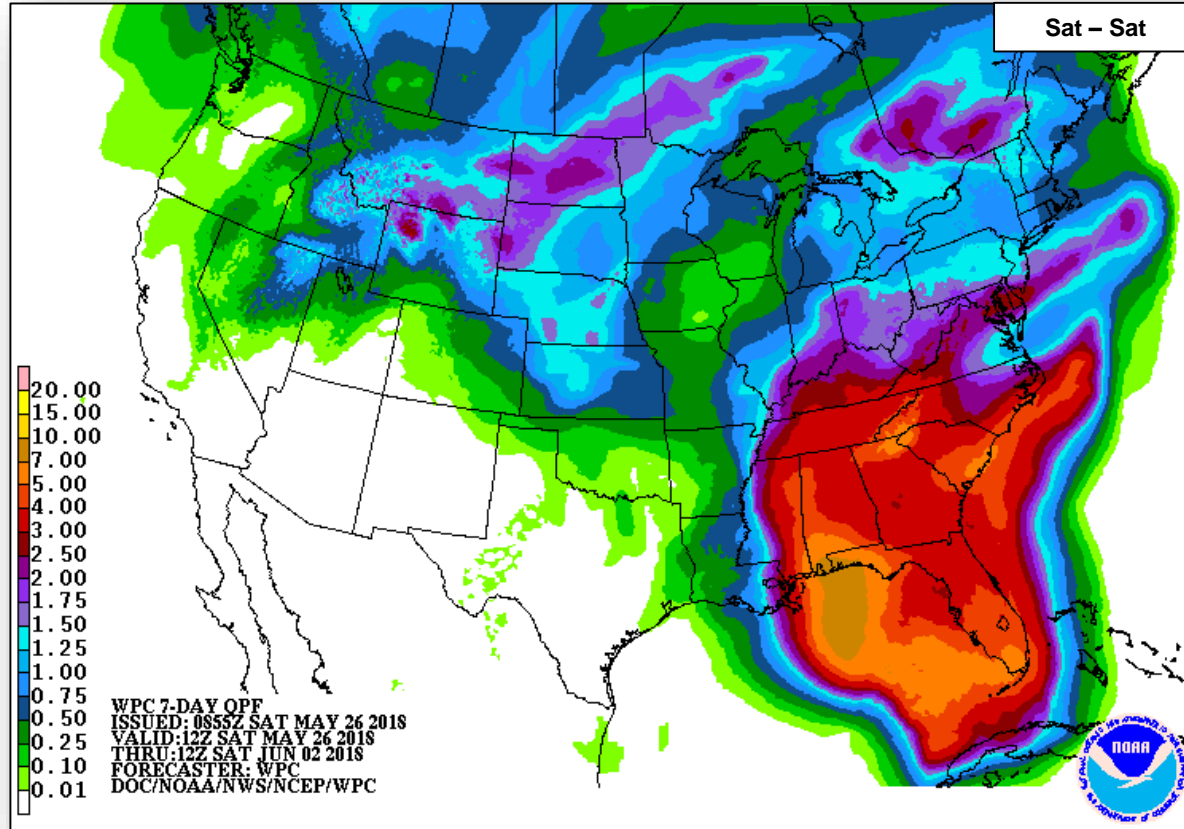 Sat – Sat
20.00
15.00
10.00
7.00
5.00
4.00
3.00
2.50
2.00
1.75
1.50
1.25
1.00
0.75
0.50
0.25
0.10
0.01
WPC 7-DAY QPF
ISSUED: 0855Z SAT MAY 26 2018
VALID:12Z SAT MAY 26 2018
THRU:12Z SAT JUN 02 2018
FORECASTER: WPC
DOC/NOAA/NWS/NCEP/WPC
NOAA